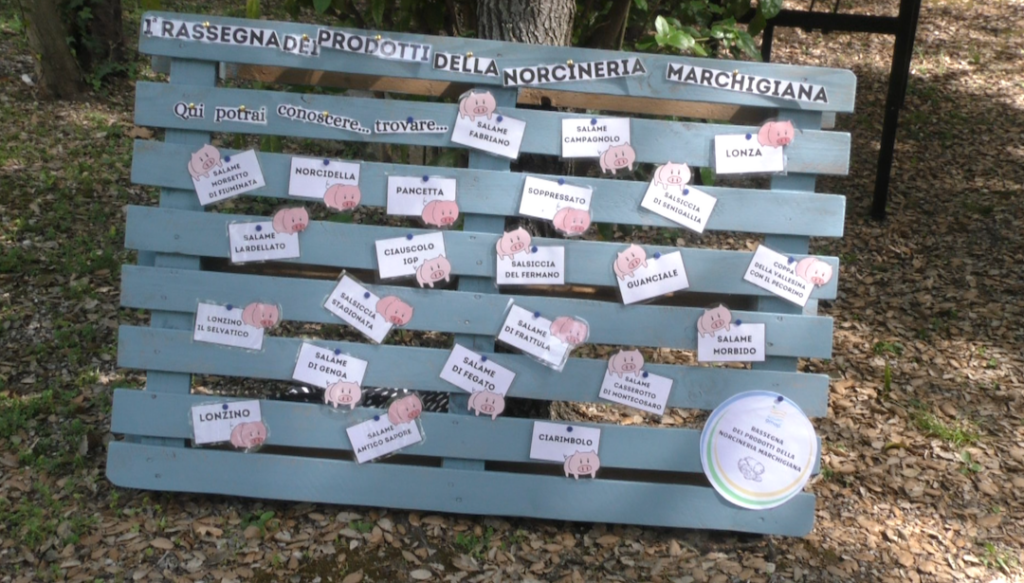 1ª RASSEGNA DEI PRODOTTI DELLA NORCINERIA MARCHIGIANA
Qui potrai conoscere... trovare...
SALAME
FABRIANO
SALAME
CAMPAGNOLO
LONZA
SALAME
MORSETTO
DI FIUMINATA
NORCIDELLA
PANCETTA
SOPPRESSATO
SALSICCIA
DI SENIGALLIA
SALAME
LARDELLATO
CIAUSCOLO
IGP
SALSICCIA
DEL FERMANO
GUANCIALE
COPPA
DELLA VALLESINA
CON IL PECORINO
LONZINO
IL SELVATICO
SALSICCIA
STAGIONATA
SALAME
DI FRATTULA
SALAME
MORBIDO
SALAME
DI GENGA
SALAME
DI FEGATO
SALAME
CASSEROTTO
DI MONTICOSARO
LONZINO
SALAME
ANTICO SAPORE
CIARIMBOLO
RASSEGNA
DEI PRODOTTI DELLA
NORCINERIA MARCHIGIANA